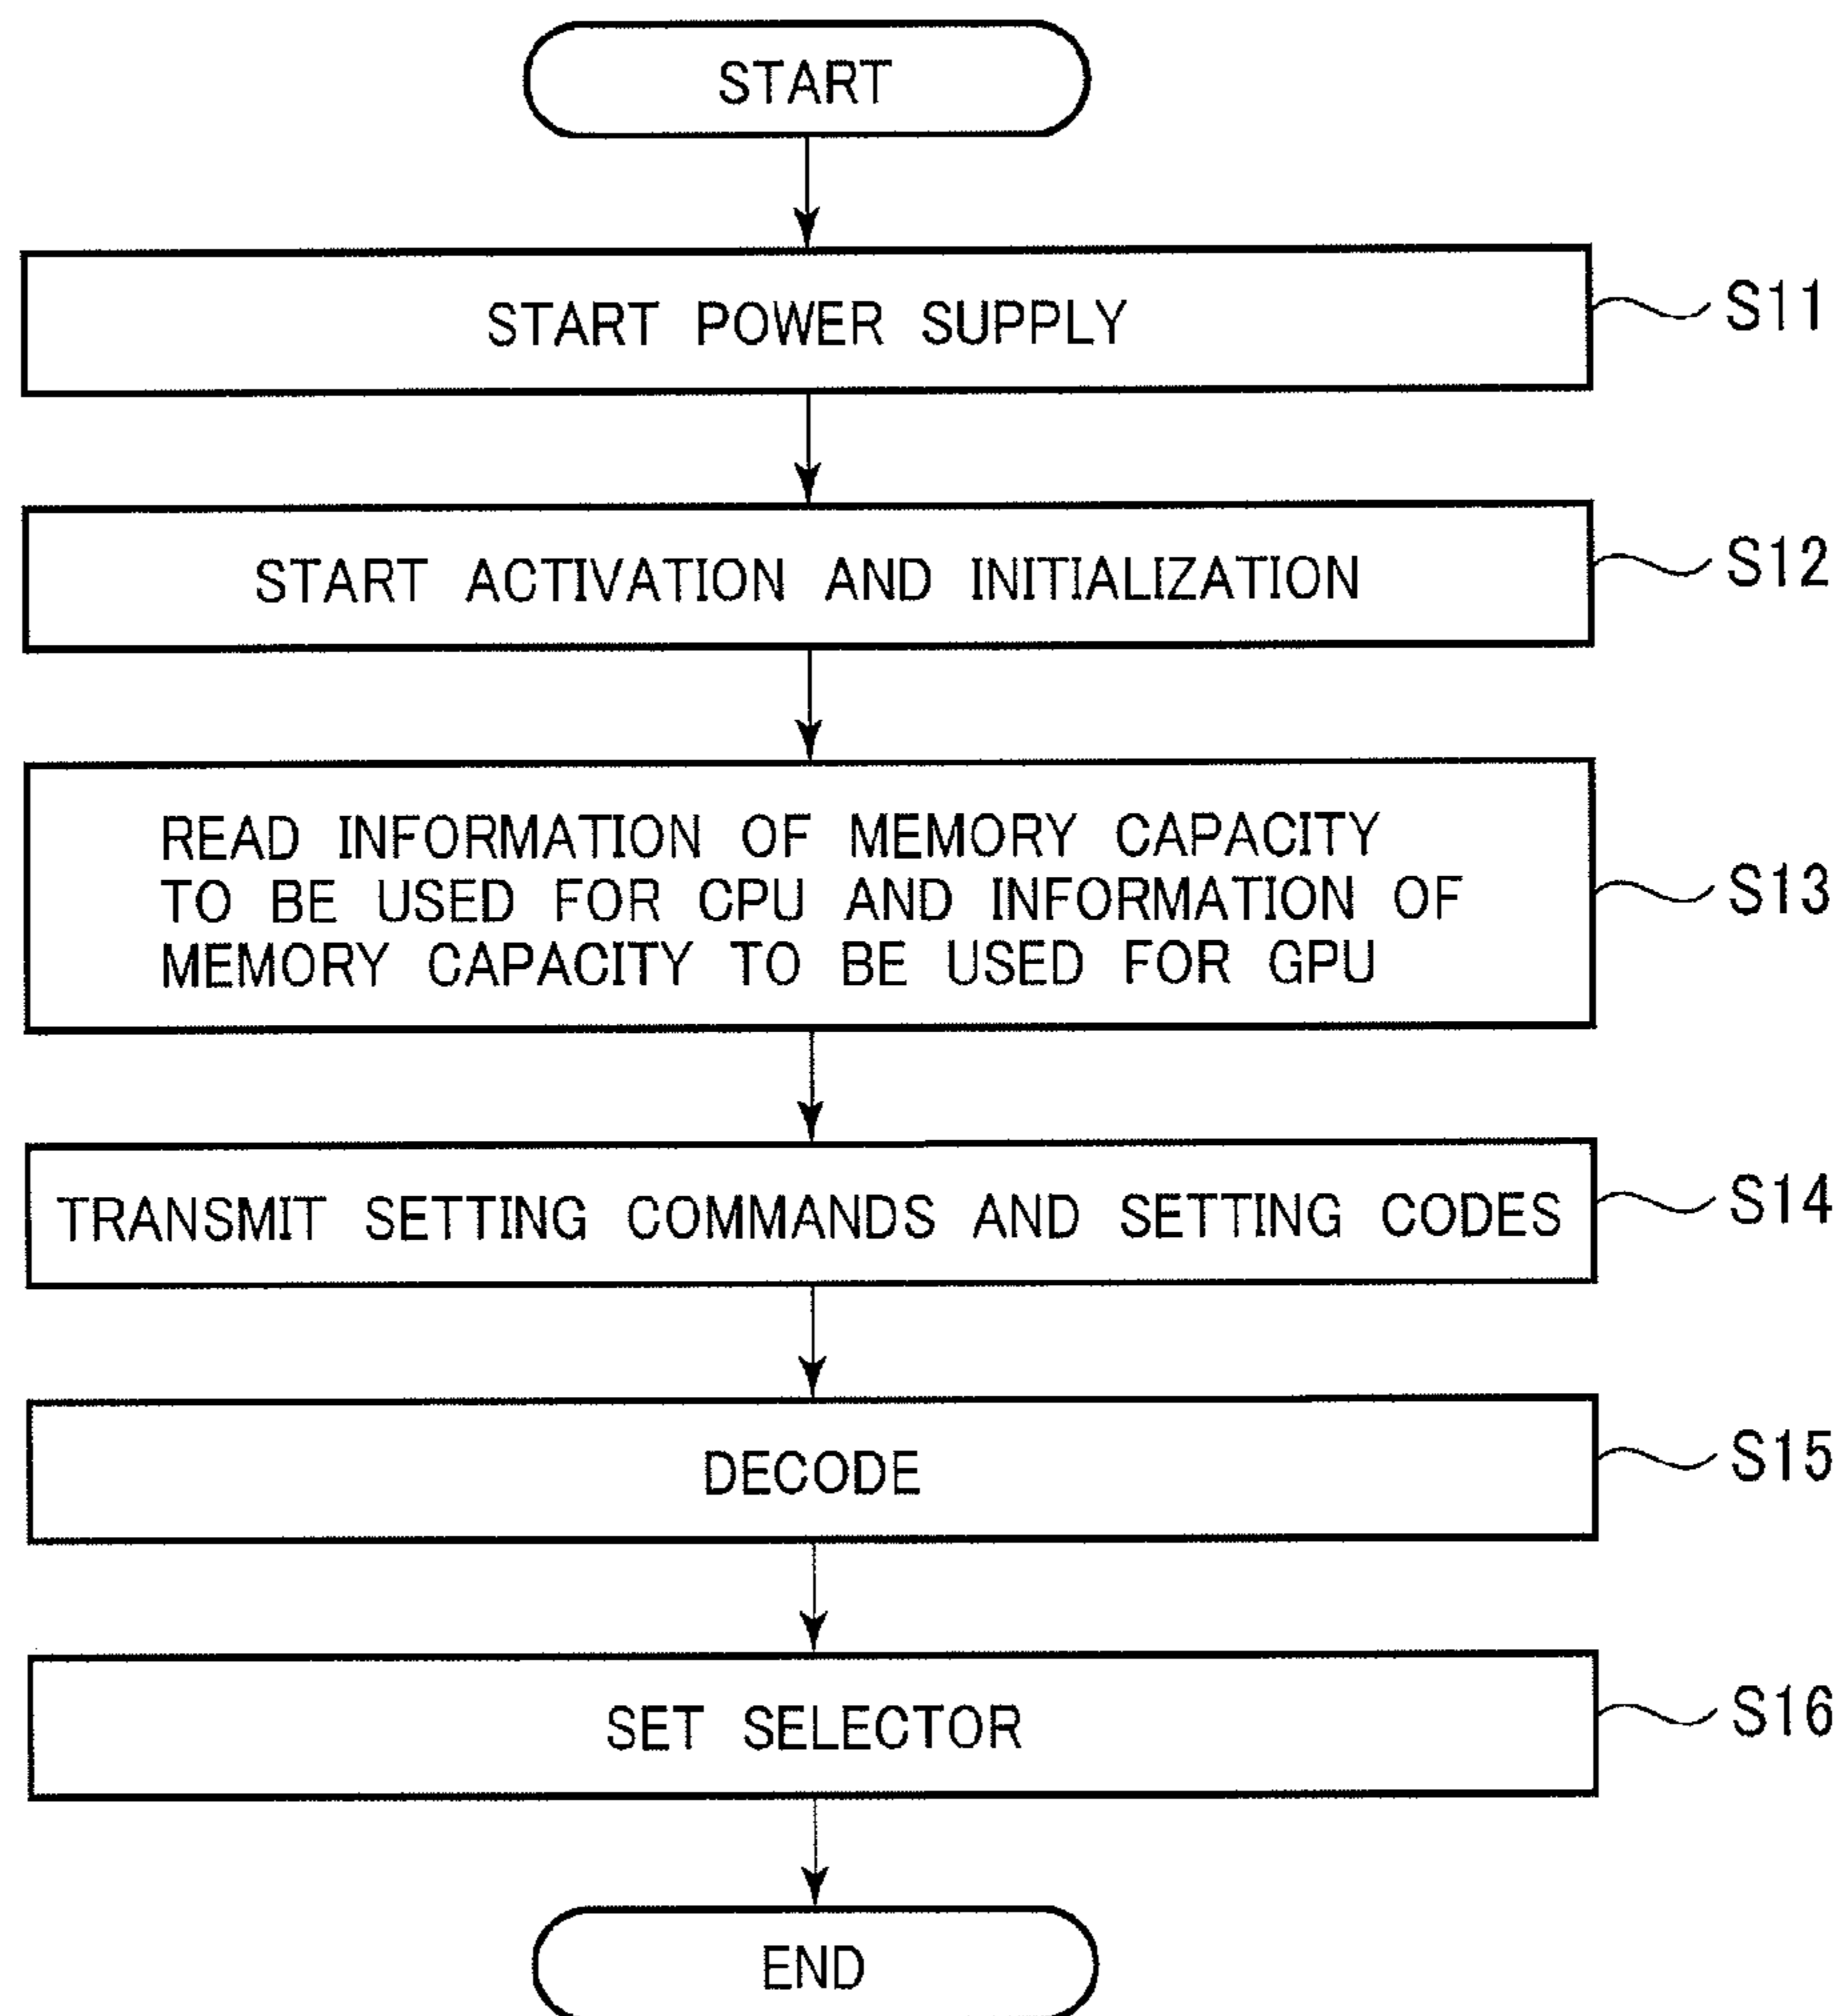 START
START POWER SUPPLY
S11
START ACTIVATION AND INITIALIZATION
S12
READ INFORMATION OF MEMORY CAPACITY
TO BE USED FOR CPU AND INFORMATION OF
MEMORY CAPACITY TO BE USED FOR GPU
S13
TRANSMIT SETTING COMMANDS AND SETTING CODES
S14
DECODE
S15
SET SELECTOR
S16
END